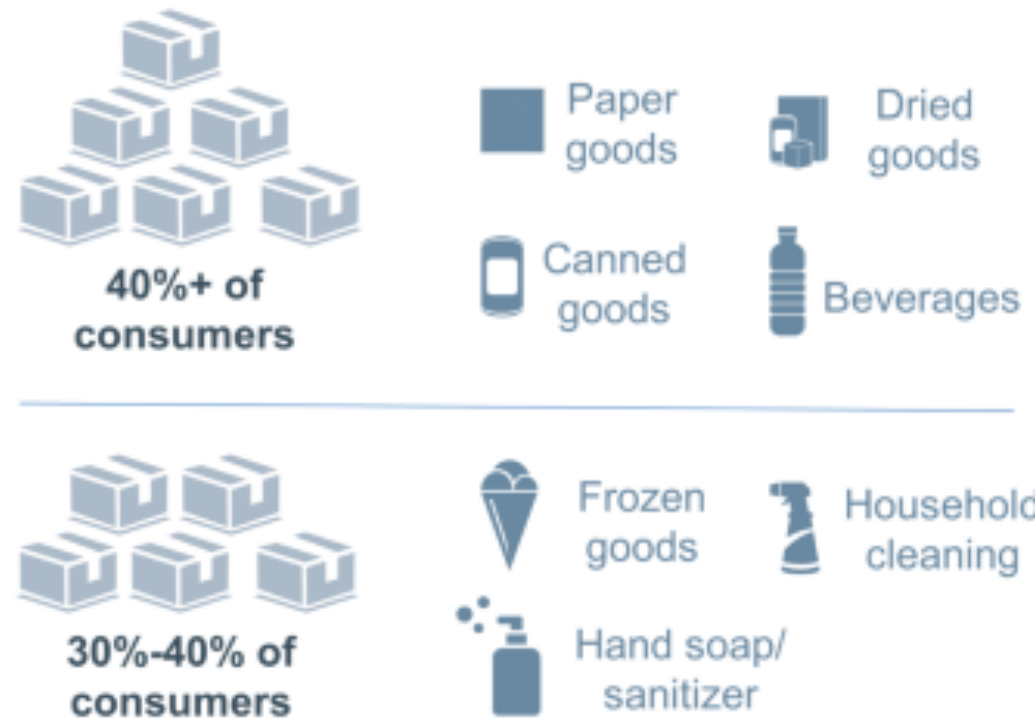 40%+ of
consumers
Paper
goods
Dried
goods
Canned
goods
Beverages
30%-40% of
consumers
Frozen
goods
Household
cleaning
Hand soap/
sanitizer